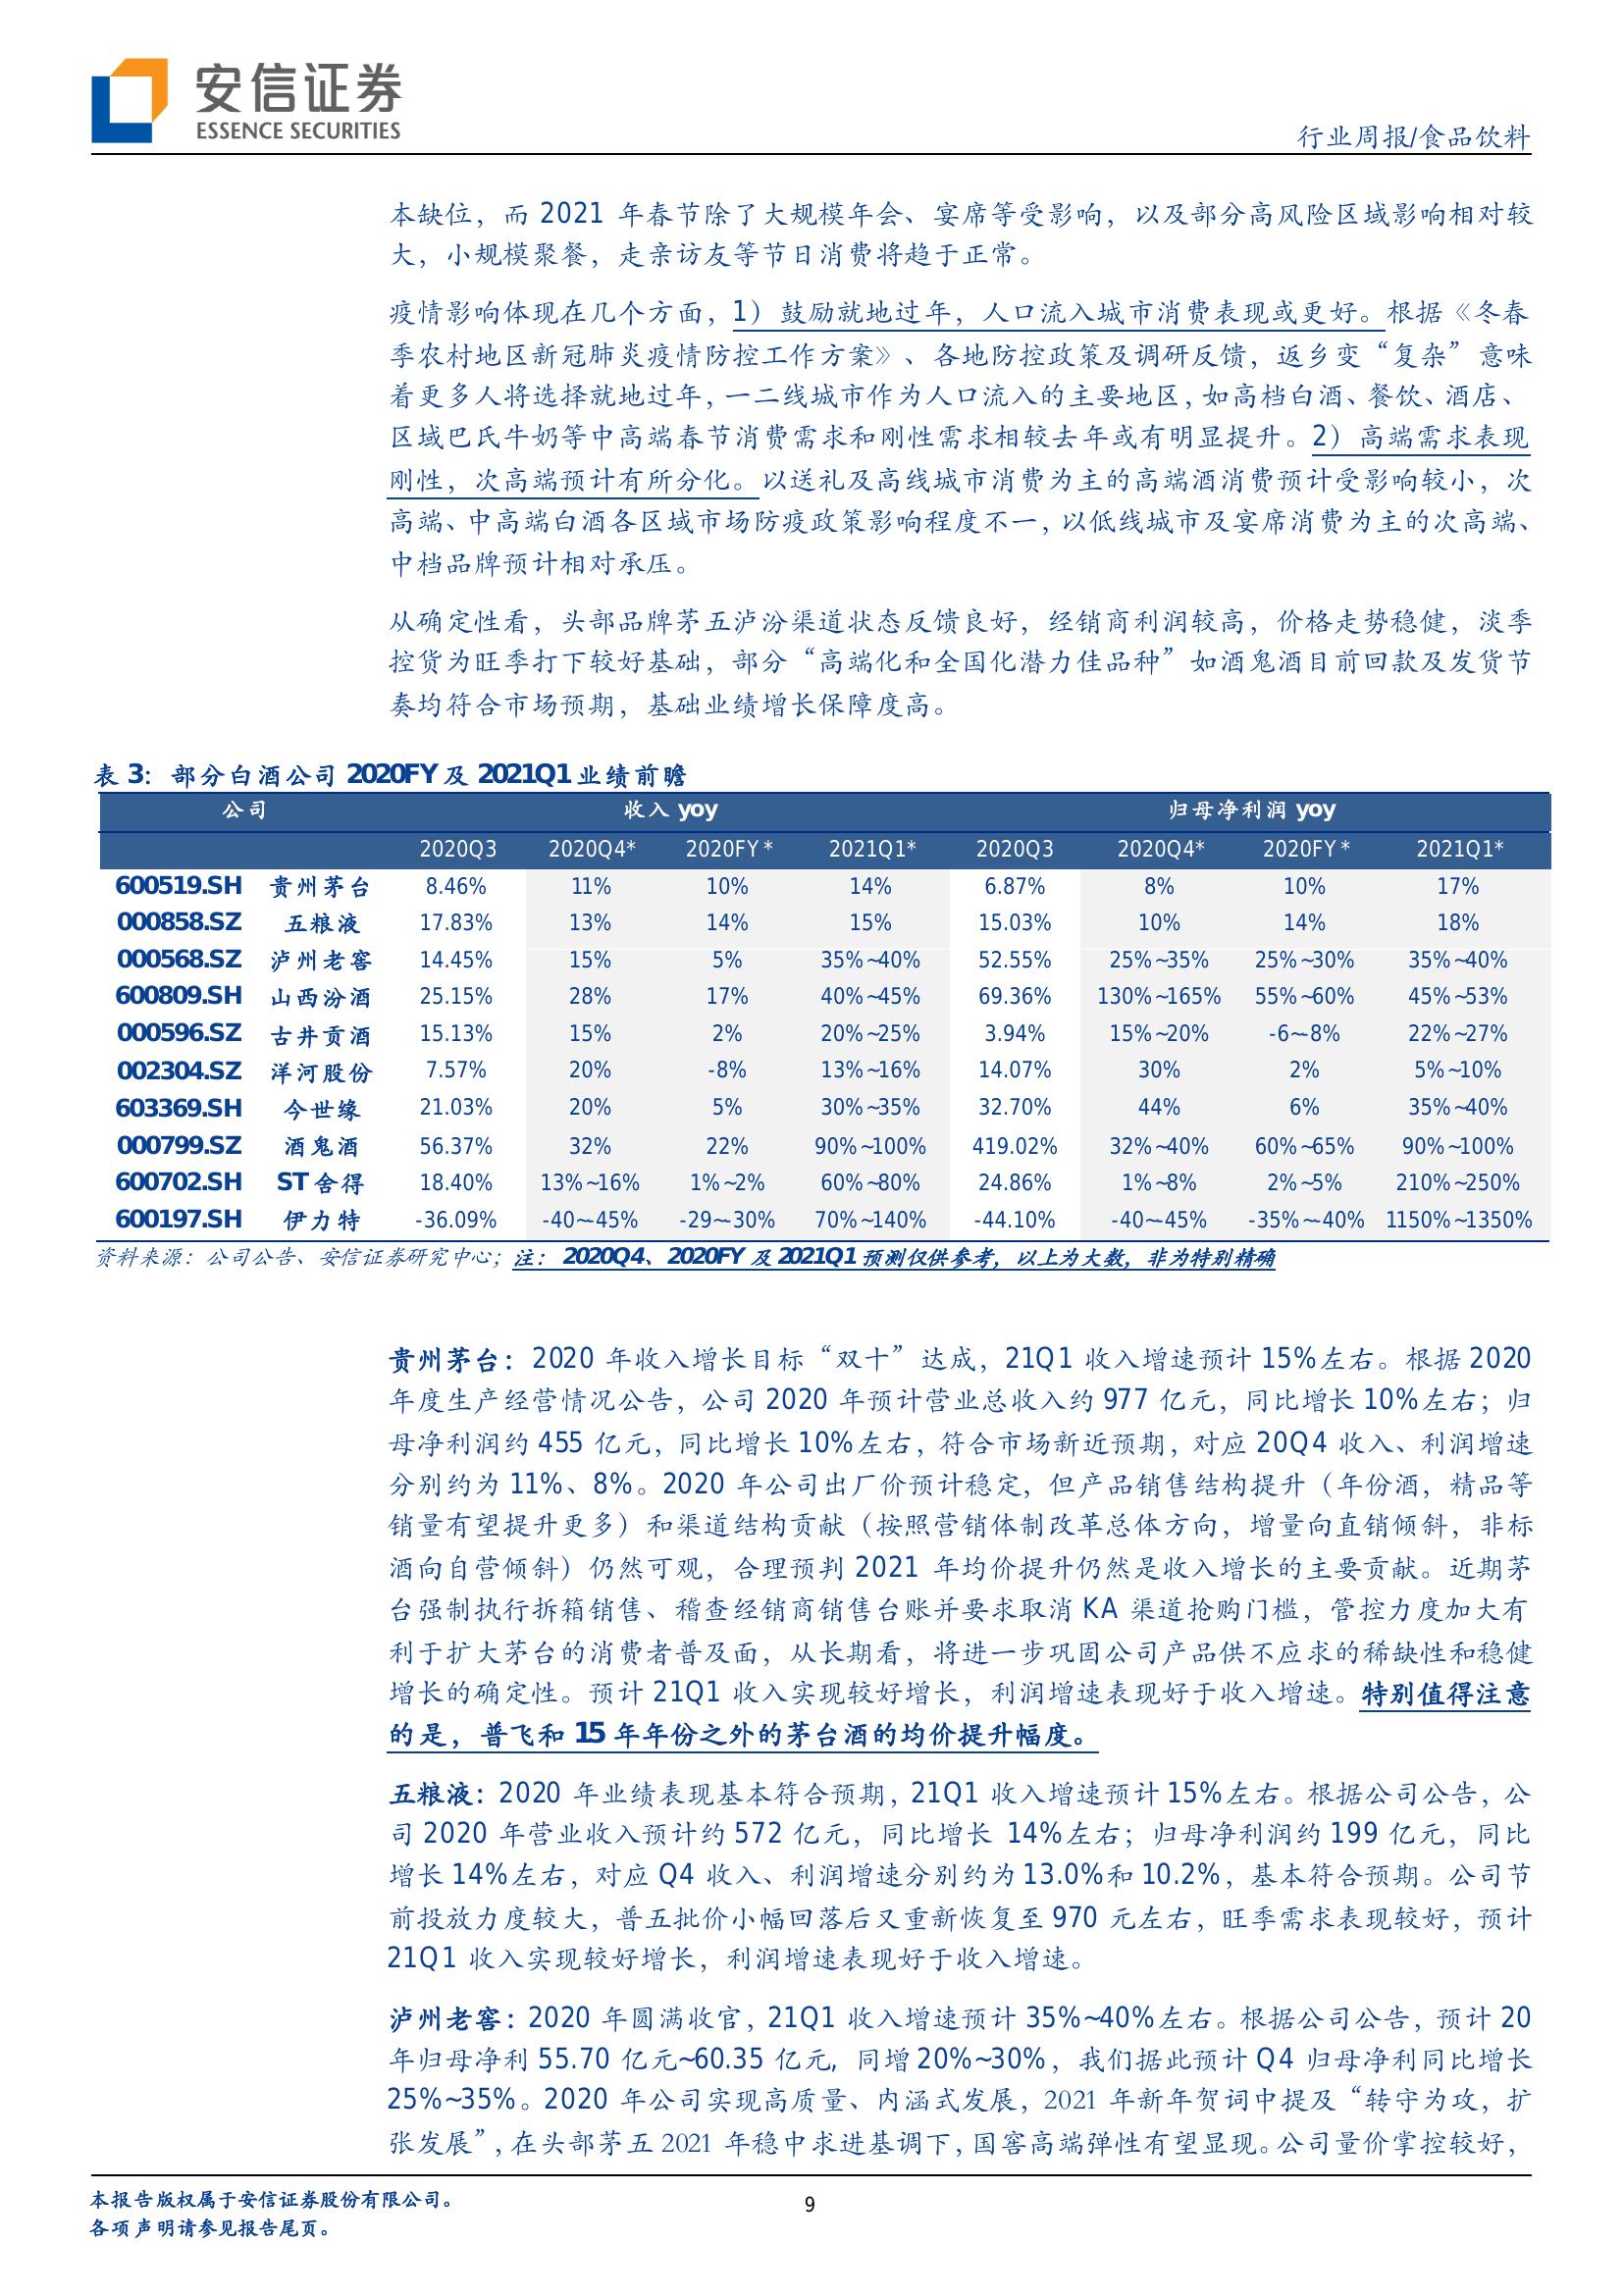 安信证券
ESSENCE SECURITIES
行业周报/食品饮料
本缺位，而 2021 年春节除了大规模年会、宴席等受影响，以及部分高风险区域影响相对较
大，小规模聚餐，走亲访友等节日消费将趋于正常。
疫情影响体现在几个方面，1）鼓励就地过年，人口流入城市消费表现或更好。根据《冬春
季农村地区新冠肺炎疫情防控工作方案》、各地防控政策及调研反馈，返乡变“复杂”意味
着更多人将选择就地过年，一二线城市作为人口流入的主要地区，如高档白酒、餐饮、酒店、
区域巴氏牛奶等中高端春节消费需求和刚性需求相较去年或有明显提升。2）高端需求表现
刚性，次高端预计有所分化。以送礼及高线城市消费为主的高端酒消费预计受影响较小，次
高端、中高端白酒各区域市场防疫政策影响程度不一，以低线城市及宴席消费为主的次高端、
中档品牌预计相对承压。
从确定性看，头部品牌茅五泸汾渠道状态反馈良好，经销商利润较高，价格走势稳健，淡季
控货为旺季打下较好基础，部分“高端化和全国化潜力佳品种”如酒鬼酒目前回款及发货节
奏均符合市场预期，基础业绩增长保障度高。
表 3：部分白酒公司 2020FY 及 2021Q1 业绩前瞻
公司 收入 yoy 归母净利润 yoy
2020Q3 2020Q4* 2020FY* 2021Q1* 2020Q3 2020Q4* 2020FY* 2021Q1*
600519.SH 贵州茅台 8.46% 11% 10% 14% 6.87% 8% 10% 17%
000858.SZ 五粮液 17.83% 13% 14% 15% 15.03% 10% 14% 18%
000568.SZ 泸州老窖 14.45% 15% 5% 35%~40% 52.55% 25%~35% 25%~30% 35%~40%
600809.SH 山西汾酒 25.15% 28% 17% 40%~45% 69.36% 130%~165% 55%~60% 45%~53%
000596.SZ 古井贡酒 15.13% 15% 2% 20%~25% 3.94% 15%~20% -6~-8% 22%~27%
002304.SZ 洋河股份 7.57% 20% -8% 13%~16% 14.07% 30% 2% 5%~10%
603369.SH 今世缘 21.03% 20% 5% 30%~35% 32.70% 44% 6% 35%~40%
000799.SZ 酒鬼酒 56.37% 32% 22% 90%~100% 419.02% 32%~40% 60%~65% 90%~100%
600702.SH ST 舍得 18.40% 13%~16% 1%~2% 60%~80% 24.86% 1%~8% 2%~5% 210%~250%
600197.SH 伊力特 -36.09% -40~-45% -29~-30% 70%~140% -44.10% -40~-45% -35%~-40% 1150%~1350%
资料来源：公司公告、安信证券研究中心；注： 2020Q4、2020FY 及 2021Q1 预测仅供参考，以上为大数，非为特别精确
贵州茅台：2020 年收入增长目标“双十”达成，21Q1 收入增速预计 15%左右。根据 2020
年度生产经营情况公告，公司 2020 年预计营业总收入约 977 亿元，同比增长 10%左右；归
母净利润约 455 亿元，同比增长 10%左右，符合市场新近预期，对应 20Q4 收入、利润增速
分别约为 11%、8%。2020 年公司出厂价预计稳定，但产品销售结构提升（年份酒，精品等
销量有望提升更多）和渠道结构贡献（按照营销体制改革总体方向，增量向直销倾斜，非标
酒向自营倾斜）仍然可观，合理预判 2021 年均价提升仍然是收入增长的主要贡献。近期茅
台强制执行拆箱销售、稽查经销商销售台账并要求取消 KA 渠道抢购门槛，管控力度加大有
利于扩大茅台的消费者普及面，从长期看，将进一步巩固公司产品供不应求的稀缺性和稳健
增长的确定性。预计 21Q1 收入实现较好增长，利润增速表现好于收入增速。特别值得注意
的是，普飞和 15 年年份之外的茅台酒的均价提升幅度。
五粮液：2020 年业绩表现基本符合预期，21Q1 收入增速预计 15%左右。根据公司公告，公
司 2020 年营业收入预计约 572 亿元，同比增长 14%左右；归母净利润约 199 亿元，同比
增长 14%左右，对应 Q4 收入、利润增速分别约为 13.0%和 10.2%，基本符合预期。公司节
前投放力度较大，普五批价小幅回落后又重新恢复至 970 元左右，旺季需求表现较好，预计
21Q1 收入实现较好增长，利润增速表现好于收入增速。
泸州老窖：2020 年圆满收官，21Q1 收入增速预计 35%~40%左右。根据公司公告，预计 20
年归母净利 55.70 亿元~60.35 亿元，同增 20%~30%，我们据此预计 Q4 归母净利同比增长
25%~35%。2020 年公司实现高质量、内涵式发展，2021 年新年贺词中提及“转守为攻，扩
张发展”，在头部茅五 2021 年稳中求进基调下，国窖高端弹性有望显现。公司量价掌控较好，
本报告版权属于安信证券股份有限公司。
各项声明请参见报告尾页。
9